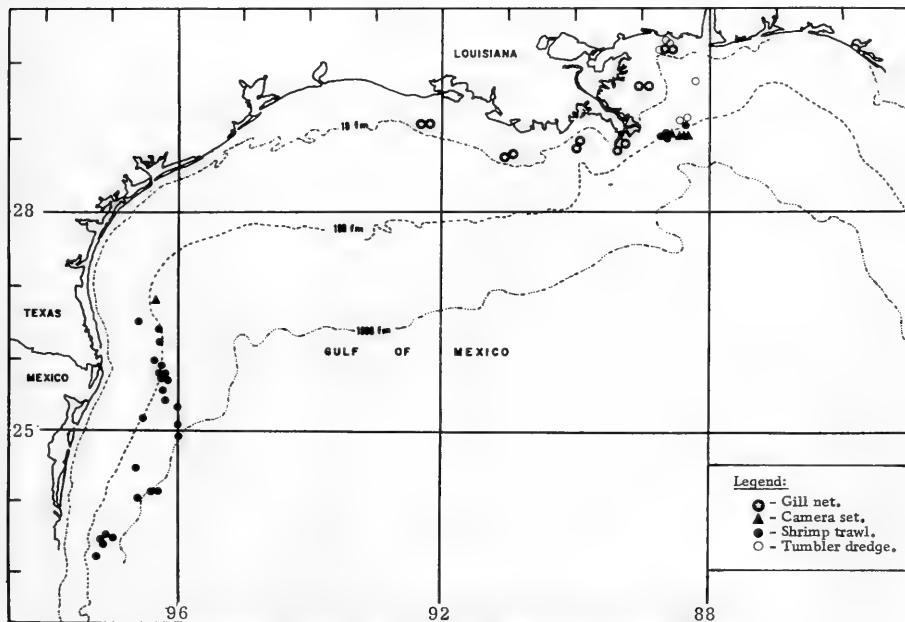 LOUISIANA
10 fm
28
100 fm
TEXAS
1000 fm
GULF OF MEXICO
MEXICO
25
Legend:
- Gill net.
- Camera set.
- Shrimp trawl.
- Tumbler dredge.
96
92
88